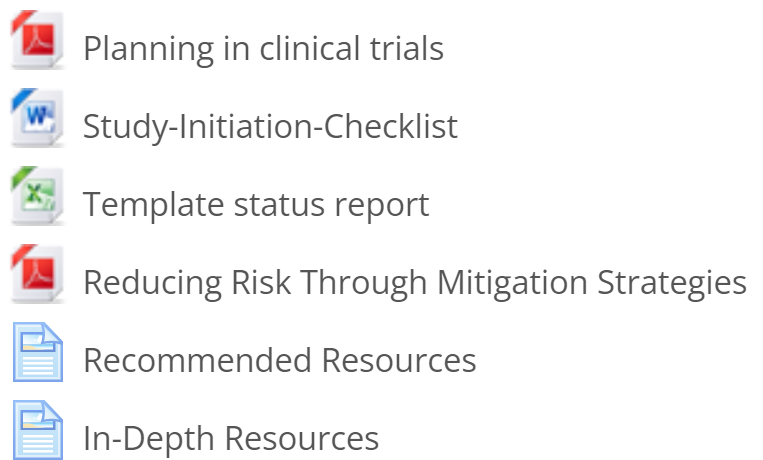 Planning in clinical trials
Study-Initiation-Checklist
Template status report
Reducing Risk Through Mitigation Strategies
Recommended Resources
In-Depth Resources